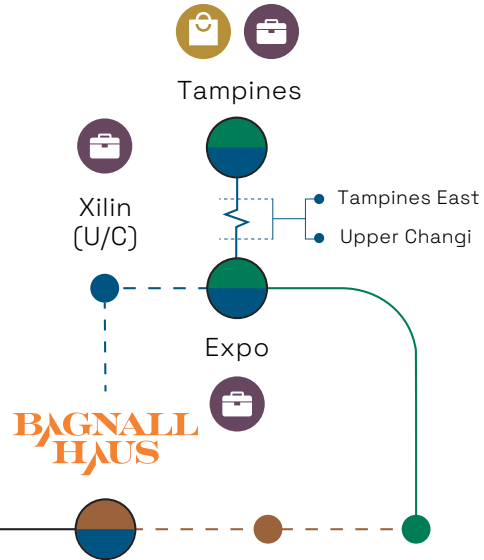 Tampines
Xilin
(U/C)
Tampines East
Upper Changi
Expo
BAGNALL
HAUS